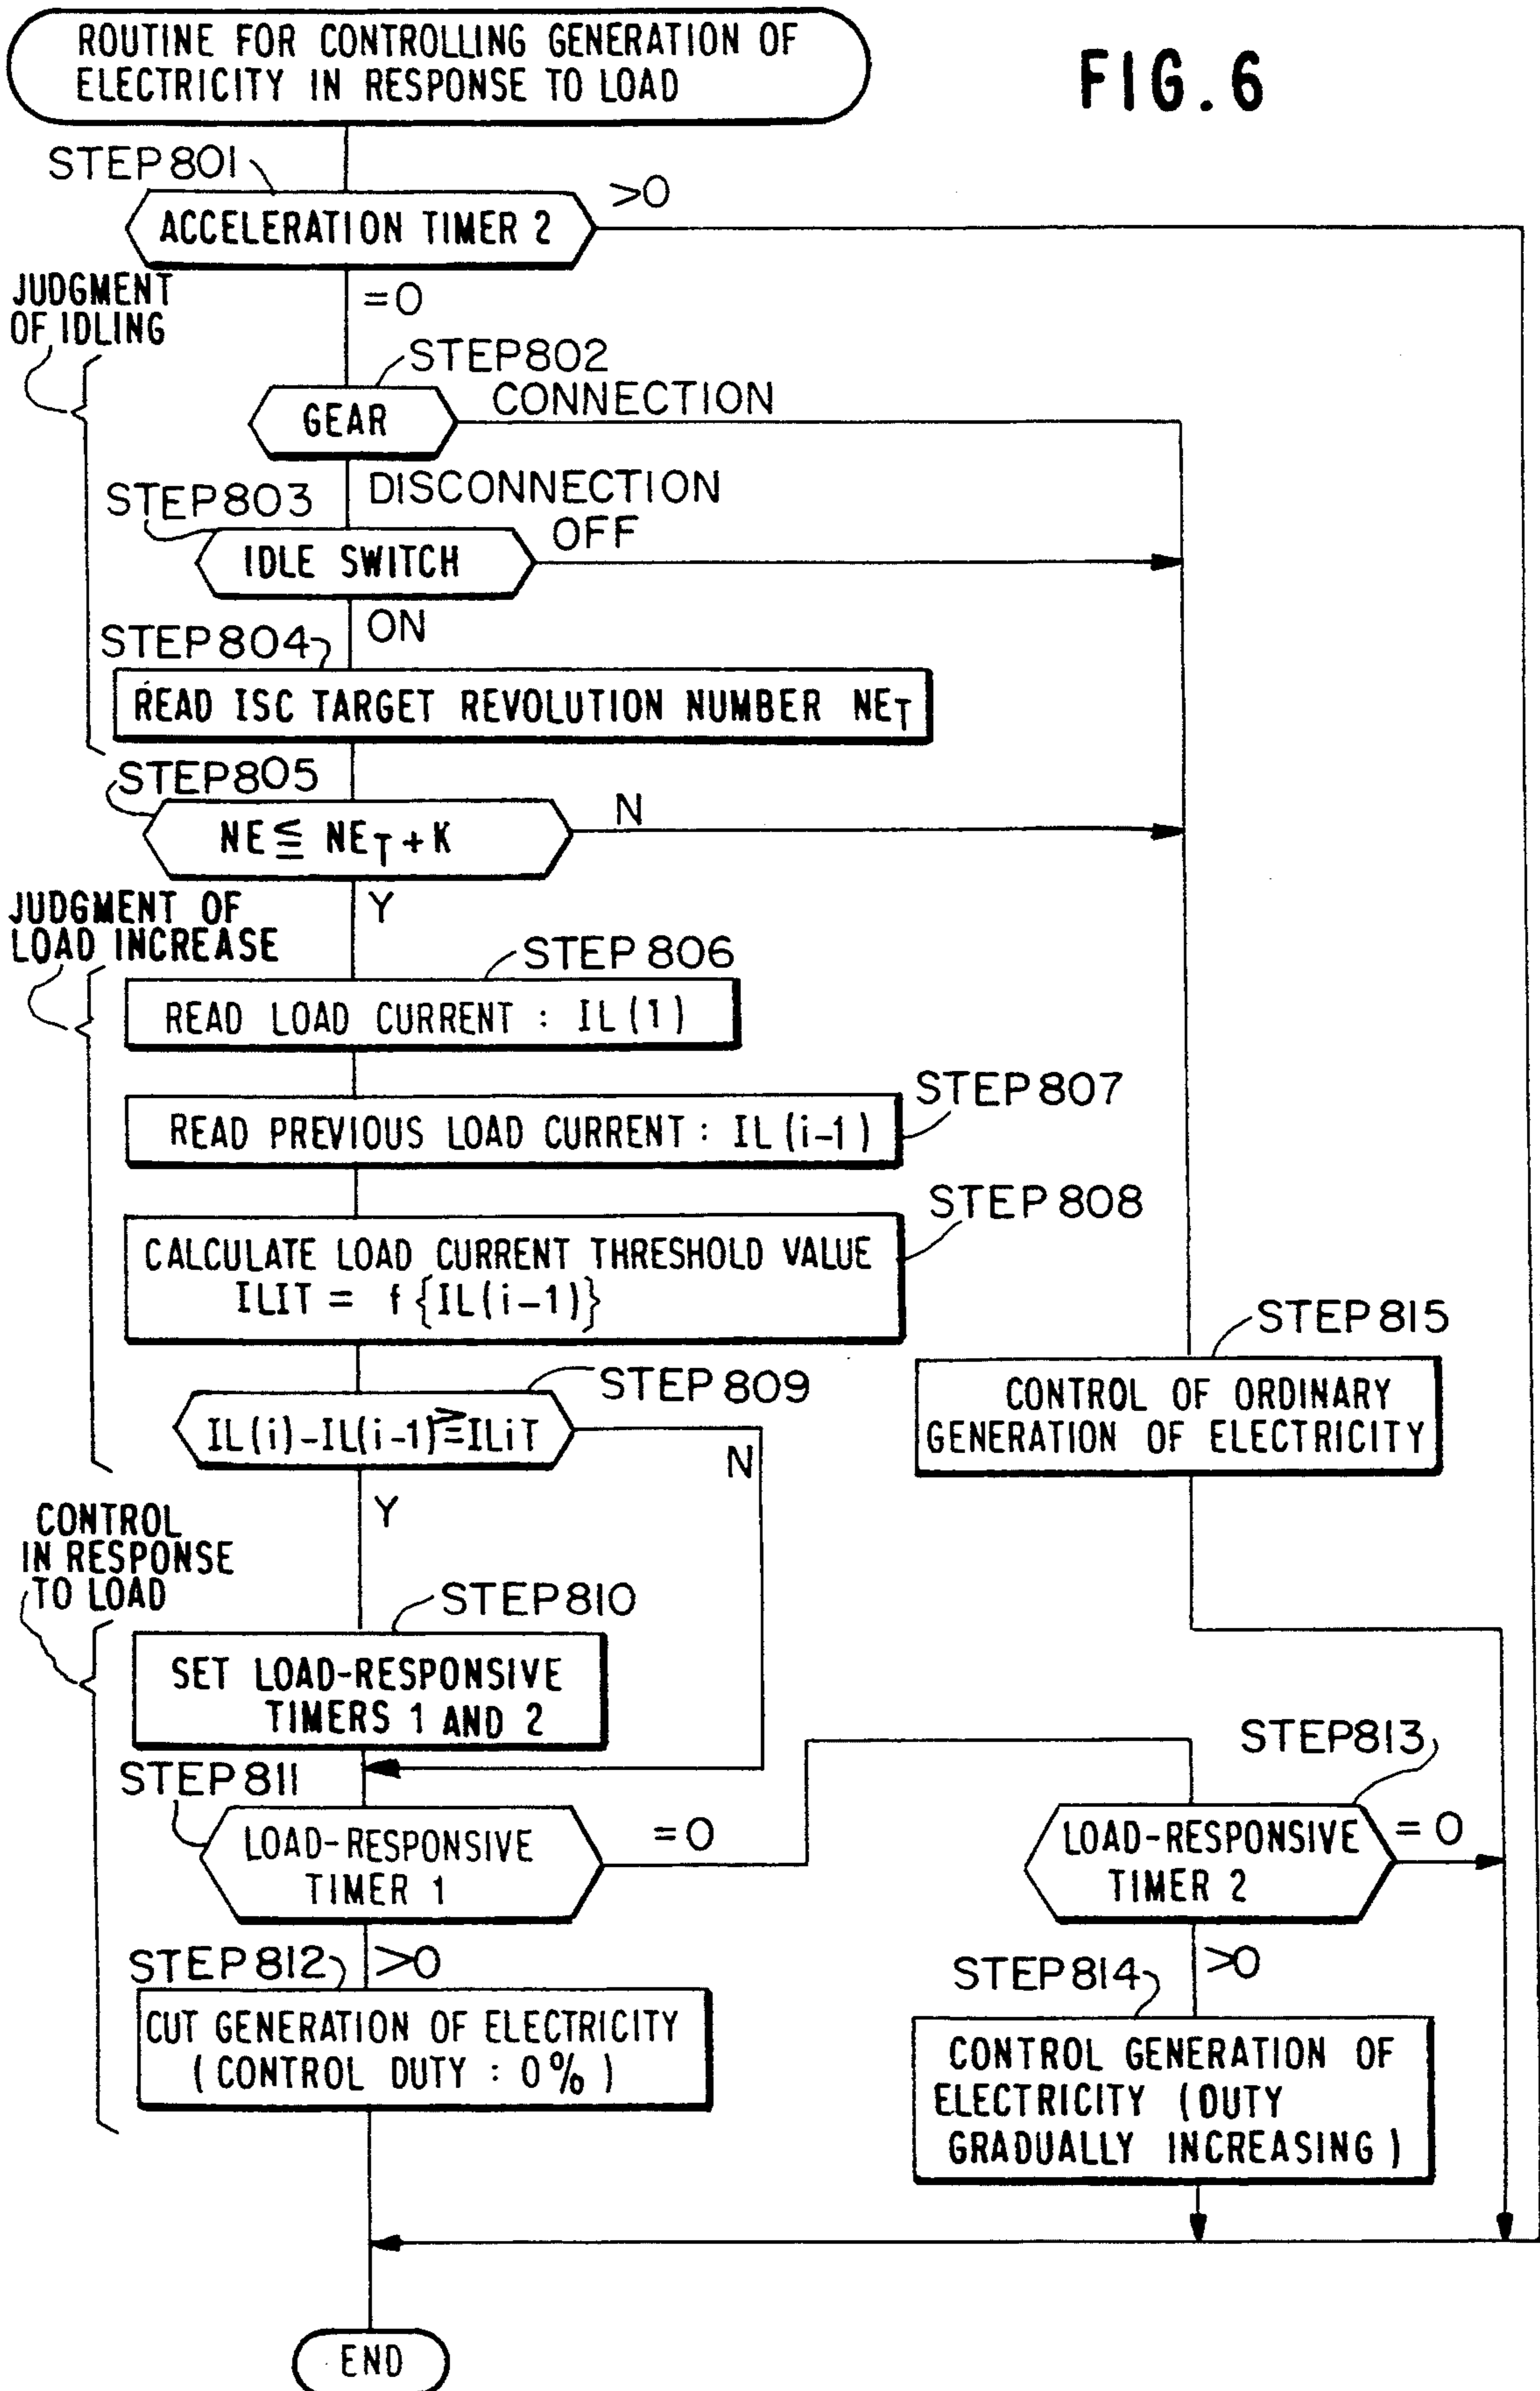 ROUTINE FOR CONTROLLING GENERATION OF
ELECTRICITY IN RESPONSE TO LOAD
FIG. 6
STEP801
ACCELERATION TIMER 2
>0
=0
JUDGMENT
OF IDLING
STEP802
GEAR
CONNECTION
DISCONNECTION
STEP803
IDLE SWITCH
OFF
ON
STEP804
READ ISC TARGET REVOLUTION NUMBER NET
STEP805
NE ≦ NET + K
N
Y
JUDGMENT OF
LOAD INCREASE
STEP 806
READ LOAD CURRENT : IL (1)
STEP807
READ PREVIOUS LOAD CURRENT : IL (i-1)
STEP 808
CALCULATE LOAD CURRENT THRESHOLD VALUE
ILIT = f{IL(i-1)}
STEP 809
IL(i)-IL(i-1)≧ILiT
N
Y
STEP815
CONTROL OF ORDINARY
GENERATION OF ELECTRICITY
CONTROL
IN RESPONSE
TO LOAD
STEP810
SET LOAD-RESPONSIVE
TIMERS 1 AND 2
STEP811
LOAD-RESPONSIVE
TIMER 1
=0
>0
STEP813
LOAD-RESPONSIVE
TIMER 2
=0
>0
STEP812
CUT GENERATION OF ELECTRICITY
( CONTROL DUTY : 0% )
STEP814
CONTROL GENERATION OF
ELECTRICITY (DUTY
GRADUALLY INCREASING )
END